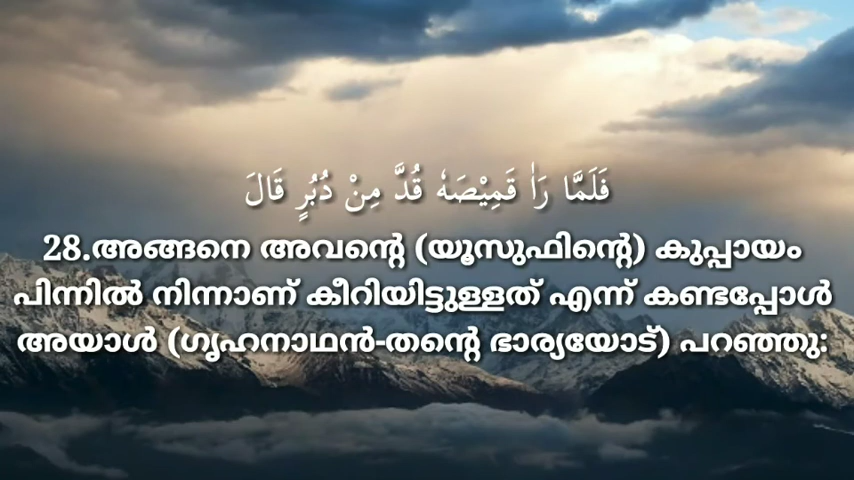 فَلَمَّا رَاٰ قَمِيْصَهٗ قُدَّ مِنْ دُبُرٍ قَالَ
28.അങ്ങനെ അവന്റെ (യൂസുഫിന്റെ) കുപ്പായം
പിന്നിൽ നിന്നാണ് കീറിയിട്ടുള്ളത് എന്ന് കണ്ടപ്പോൾ
അയാൾ (ഗൃഹനാഥൻ-തന്റെ ഭാര്യയോട്) പറഞ്ഞു: